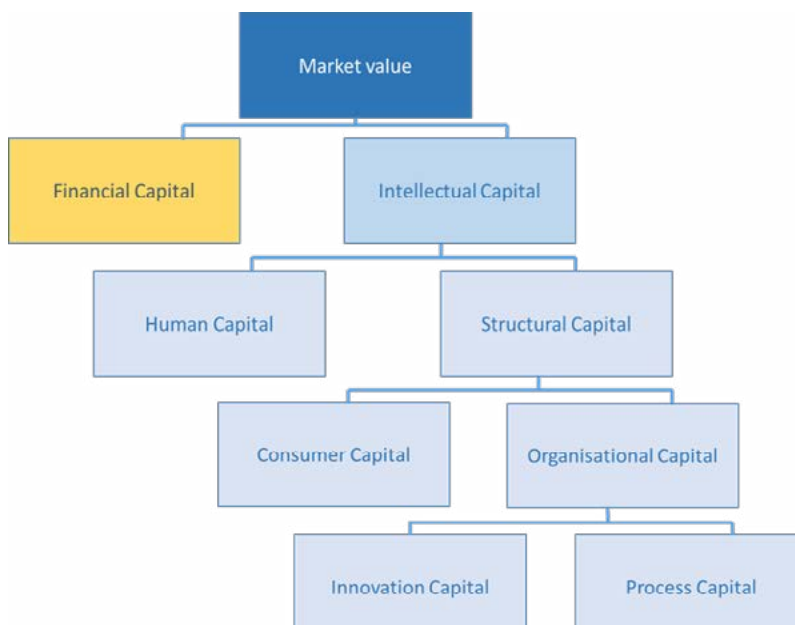 Market value
Financial Capital
Intellectual Capital
Human Capital
Structural Capital
Consumer Capital
Organisational Capital
Innovation Capital
Process Capital